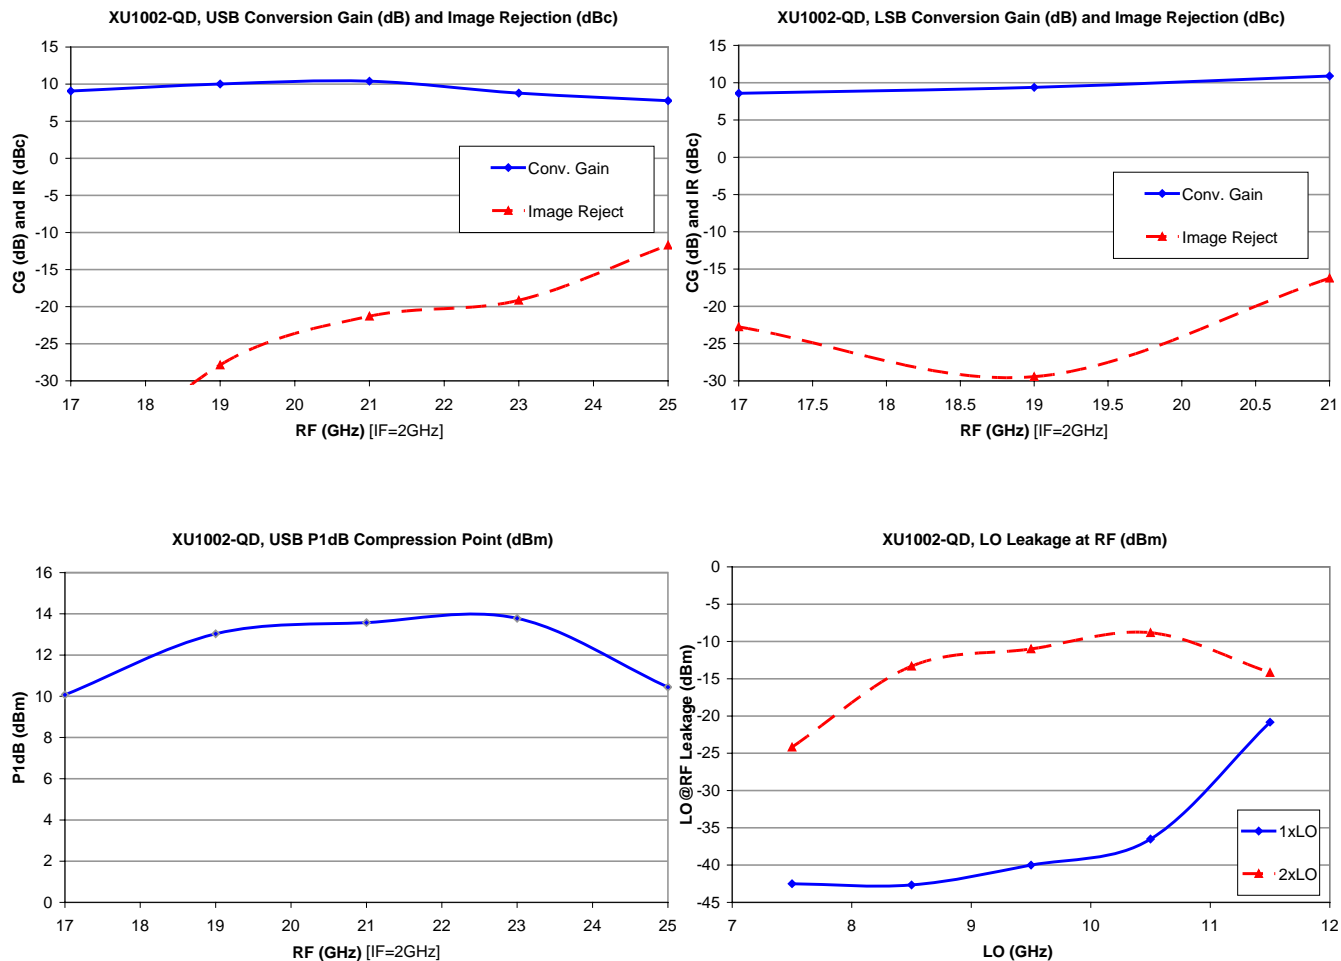 XU1002-QD, USB Conversion Gain (dB) and Image Rejection (dBc)
15
10
5
0
-5
-10
-15
-20
-25
-30
CG (dB) and IR (dBc)
Conv. Gain
Image Reject
17 18 19 20 21 22 23 24 25
RF (GHz) [IF=2GHz]
XU1002-QD, LSB Conversion Gain (dB) and Image Rejection (dBc)
15
10
5
0
-5
-10
-15
-20
-25
-30
CG (dB) and IR (dBc)
Conv. Gain
Image Reject
17 17.5 18 18.5 19 19.5 20 20.5 21
RF (GHz) [IF=2GHz]
XU1002-QD, USB P1dB Compression Point (dBm)
16
14
12
10
8
6
4
2
0
P1dB (dBm)
17 18 19 20 21 22 23 24 25
RF (GHz) [IF=2GHz]
XU1002-QD, LO Leakage at RF (dBm)
0
-5
-10
-15
-20
-25
-30
-35
-40
-45
LO@RF Leakage (dBm)
1xLO
2xLO
7 8 9 10 11 12
LO (GHz)